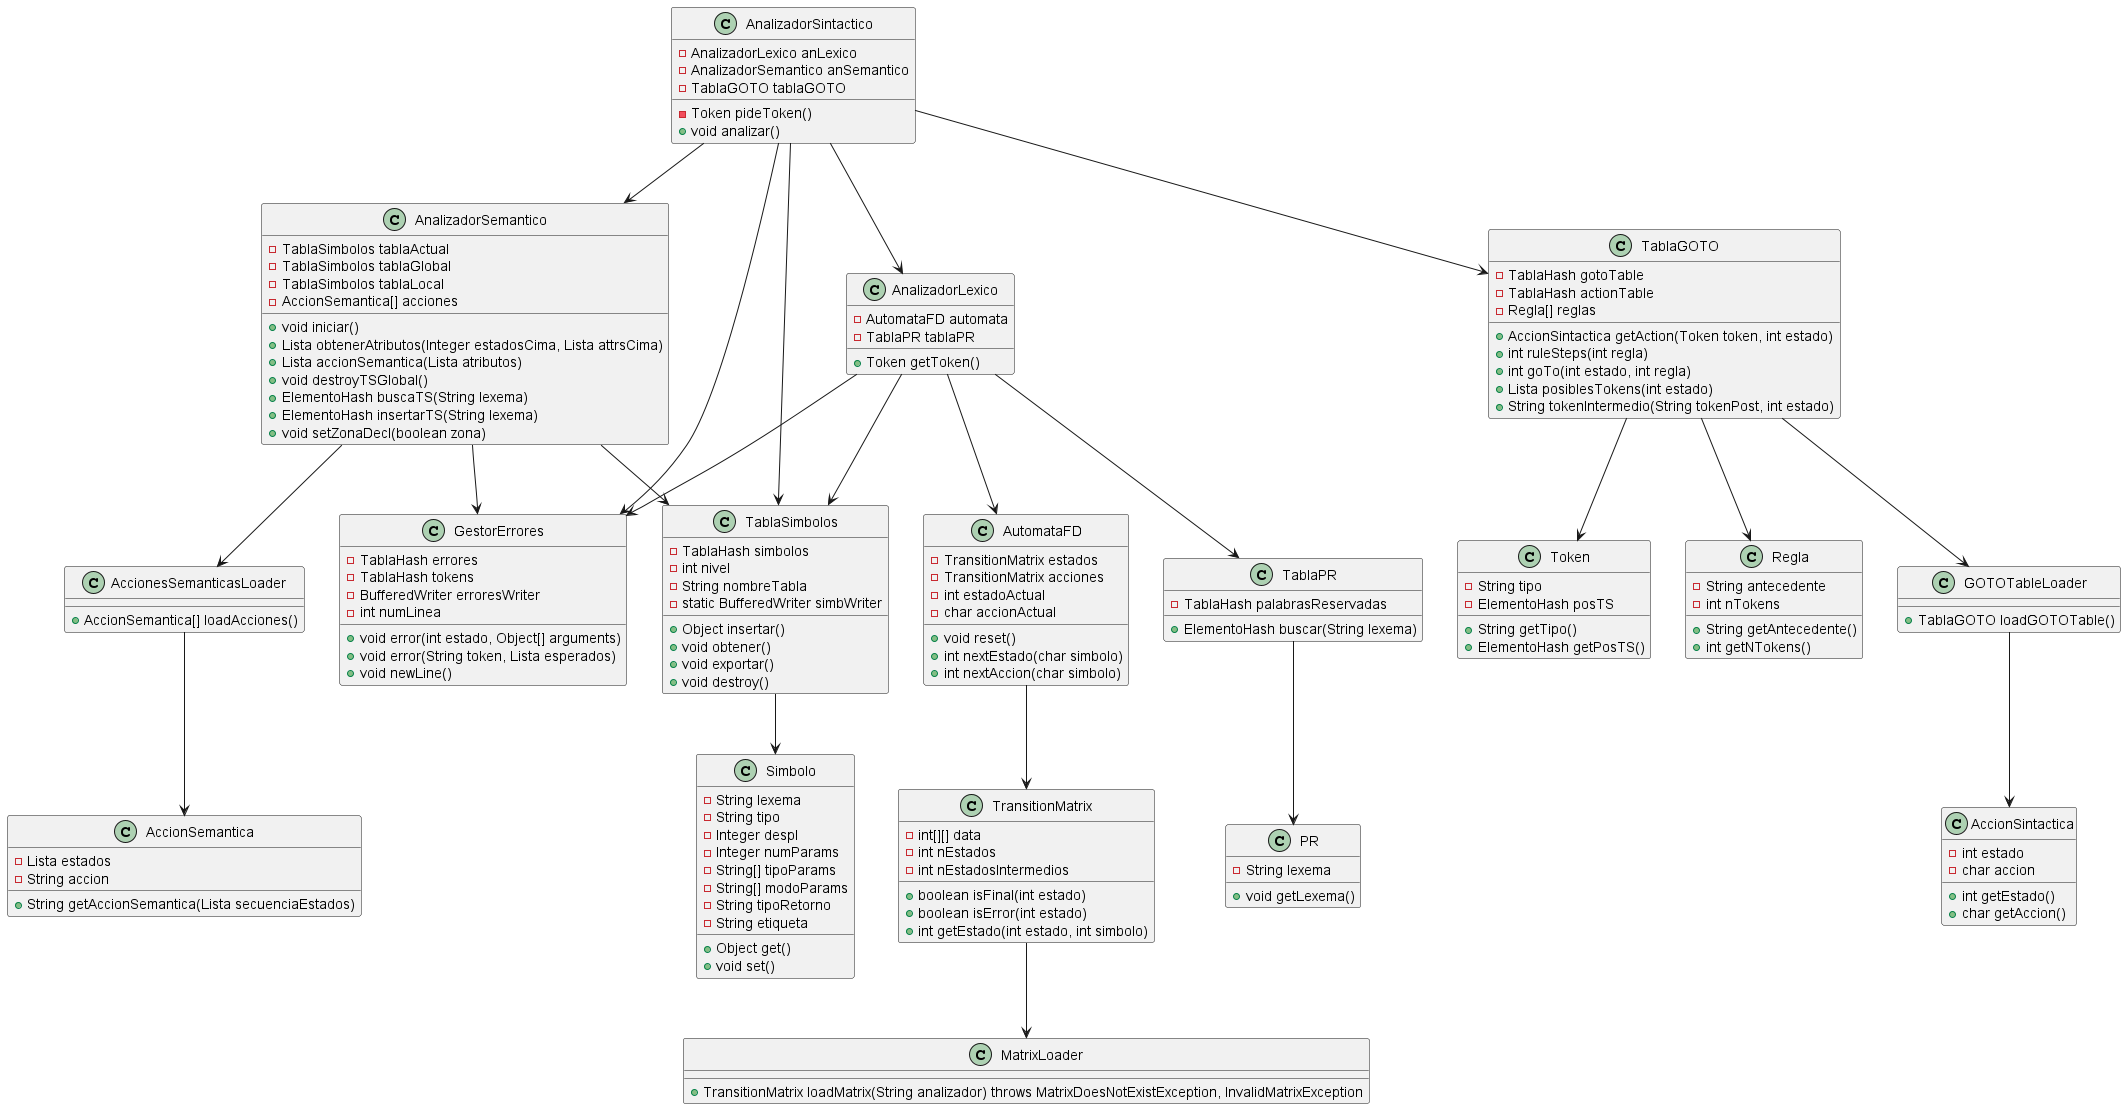 C AnalizadorSintactico
AnalizadorLexico anLexico
AnalizadorSemantico anSemantico
TablaGOTO tablaGOTO
Token pideToken()
void analizar()
C AnalizadorSemantico
TablaSimbolos tablaActual
TablaSimbolos tablaGlobal
TablaSimbolos tablaLocal
AccionSemantica[] acciones
void iniciar()
Lista obtenerAtributos(Integer estadosCima, Lista attrsCima)
Lista accionSemantica(Lista atributos)
void destroyTSGlobal()
ElementoHash buscaTS(String lexema)
ElementoHash insertarTS(String lexema)
void setZonaDecl(boolean zona)
C AnalizadorLexico
AutomataFD automata
TablaPR tablaPR
Token getToken()
C TablaGOTO
TablaHash gotoTable
TablaHash actionTable
Regla[] reglas
AccionSintactica getAction(Token token, int estado)
int ruleSteps(int regla)
int goTo(int estado, int regla)
Lista posiblesTokens(int estado)
String tokenIntermedio(String tokenPost, int estado)
C AccionesSemanticasLoader
AccionSemantica[] loadAcciones()
C GestorErrores
TablaHash errores
TablaHash tokens
BufferedWriter erroresWriter
int numLinea
void error(int estado, Object[] arguments)
void error(String token, Lista esperados)
void newLine()
C TablaSimbolos
TablaHash simbolos
int nivel
String nombreTabla
static BufferedWriter simbWriter
Object insertar()
void obtener()
void exportar()
void destroy()
C AutomataFD
TransitionMatrix estados
TransitionMatrix acciones
int estadoActual
char accionActual
void reset()
int nextEstado(char simbolo)
int nextAccion(char simbolo)
C TablaPR
TablaHash palabrasReservadas
ElementoHash buscar(String lexema)
C Token
String tipo
ElementoHash posTS
String getTipo()
ElementoHash getPosTS()
C Regla
String antecedente
int nTokens
String getAntecedente()
int getNTokens()
C GOTOTableLoader
TablaGOTO loadGOTOTable()
C AccionSemantica
Lista estados
String accion
String getAccionSemantica(Lista secuenciaEstados)
C Simbolo
String lexema
String tipo
Integer despl
Integer numParams
String[] tipoParams
String[] modoParams
String tipoRetorno
String etiqueta
Object get()
void set()
C TransitionMatrix
int[][] data
int nEstados
int nEstadosIntermedios
boolean isFinal(int estado)
boolean isError(int estado)
int getEstado(int estado, int simbolo)
C PR
String lexema
void getLexema()
C AccionSintactica
int estado
char accion
int getEstado()
char getAccion()
C MatrixLoader
TransitionMatrix loadMatrix(String analizador) throws MatrixDoesNotExistException, InvalidMatrixException